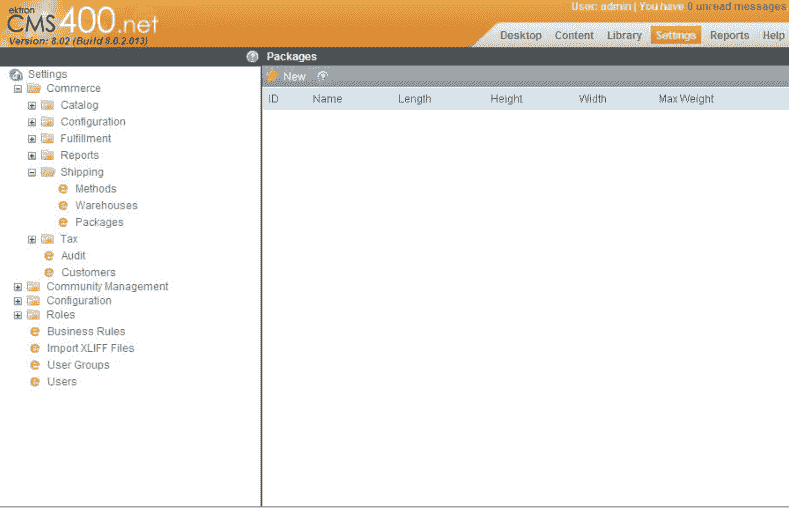 User: admin | You have 0 unread messages
ektron
CMS400.net
Version: 8.02 (Build 8.0.2.013)
Desktop Content Library Settings Reports Help
Packages
New
Settings
Commerce
Catalog
Configuration
Fulfillment
Reports
Shipping
Methods
Warehouses
Packages
Tax
Audit
Customers
Community Management
Configuration
Roles
Business Rules
Import XLIFF Files
User Groups
Users
ID Name Length Height Width Max Weight